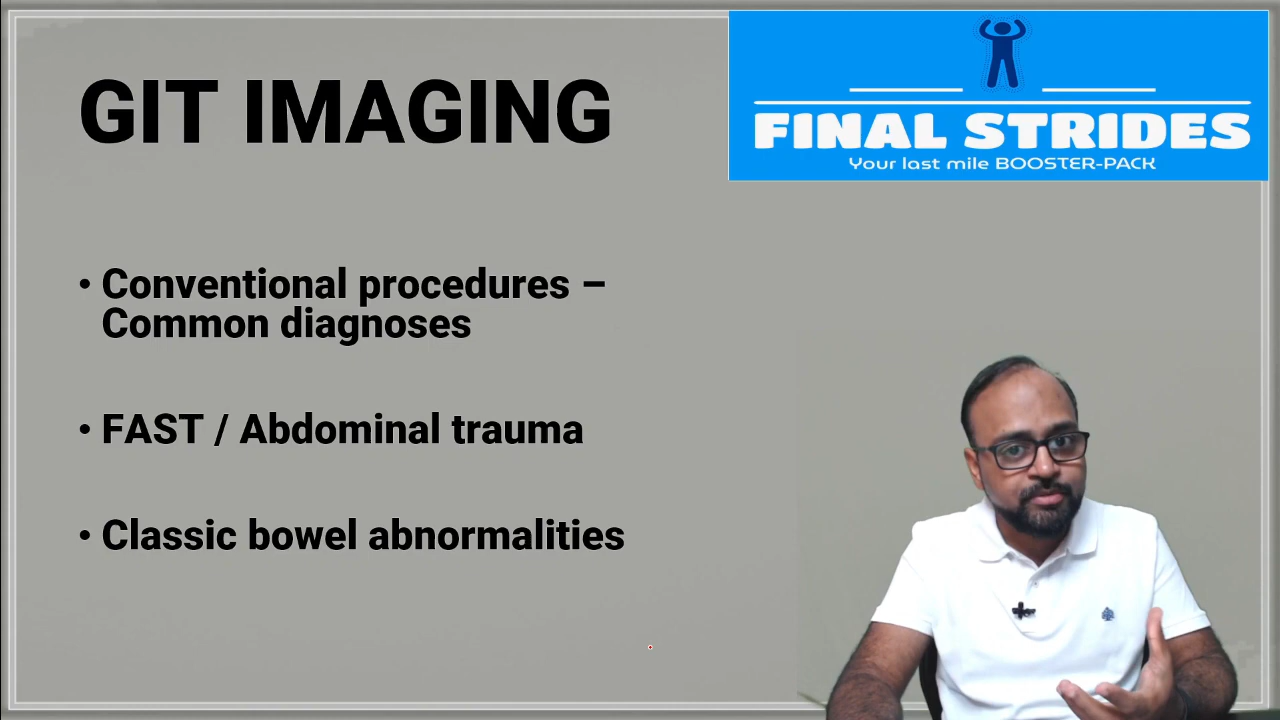 GIT IMAGING
FINAL STRIDES
Your last mile BOOSTER-PACK
• Conventional procedures –
Common diagnoses
• FAST / Abdominal trauma
• Classic bowel abnormalities